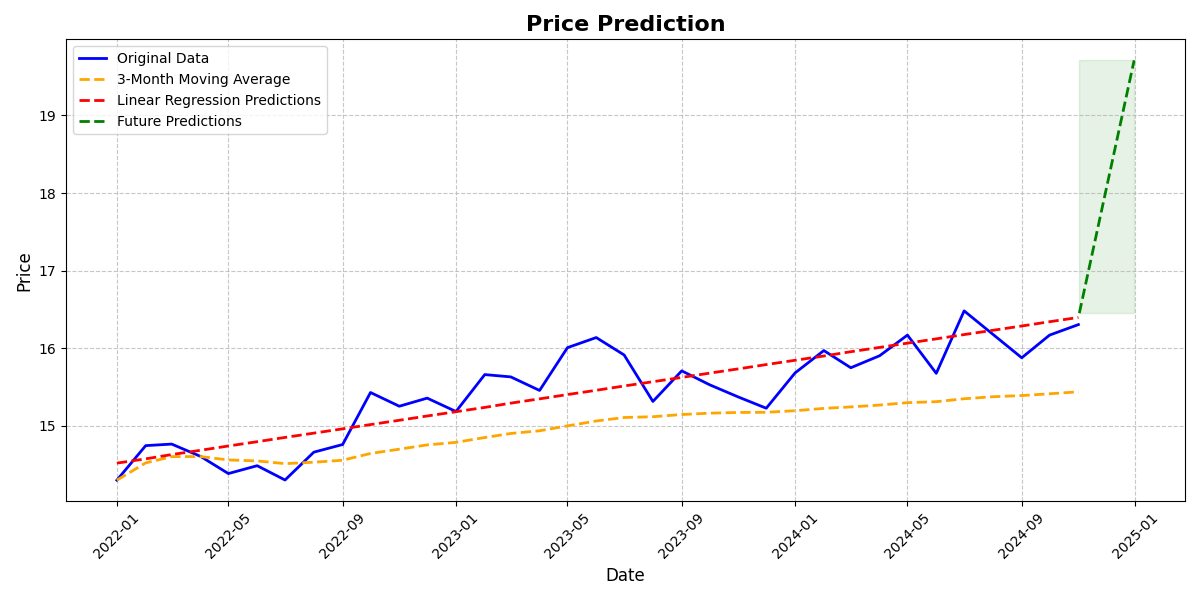 Price Prediction
Original Data
3-Month Moving Average
Linear Regression Predictions
Future Predictions
19
18
17
16
15
Price
2022-01
2022-05
2022-09
2023-01
2023-05
2023-09
2024-01
2024-05
2024-09
2025-01
Date